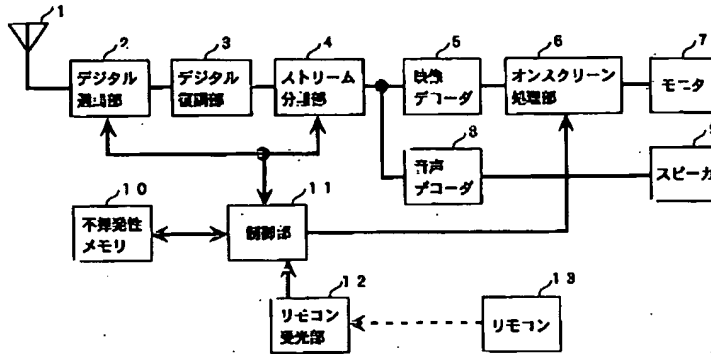 1
2
デジタル
選局部
3
デジタル
復調部
4
ストリーム
分離部
5
映像
デコーダ
6
オンスクリーン
処理部
7
モニタ
8
音声
デコーダ
9
スピーカ
10
不揮発性
メモリ
11
制御部
12
リモコン
受光部
13
リモコン